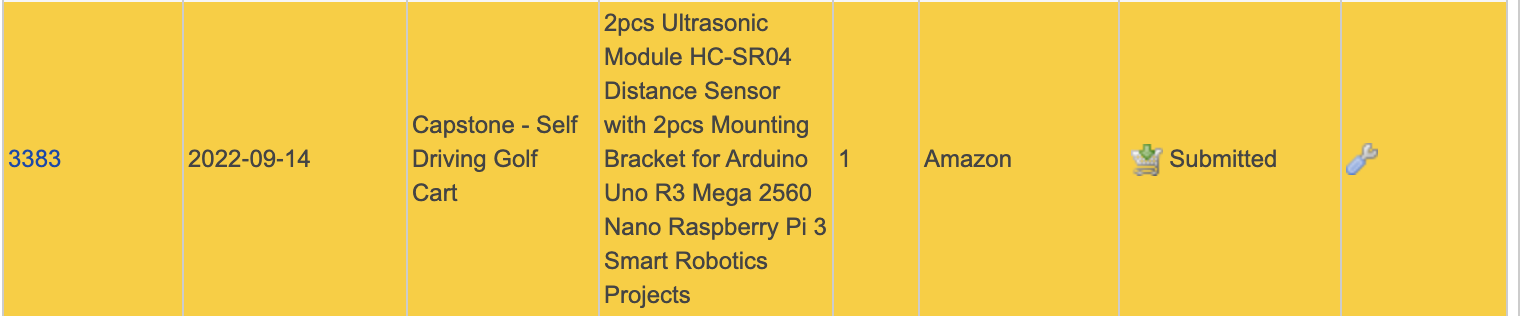 3383
2022-09-14
Capstone - Self
Driving Golf
Cart
2pcs Ultrasonic
Module HC-SR04
Distance Sensor
with 2pcs Mounting
Bracket for Arduino
Uno R3 Mega 2560
Nano Raspberry Pi 3
Smart Robotics
Projects
1
Amazon
Submitted